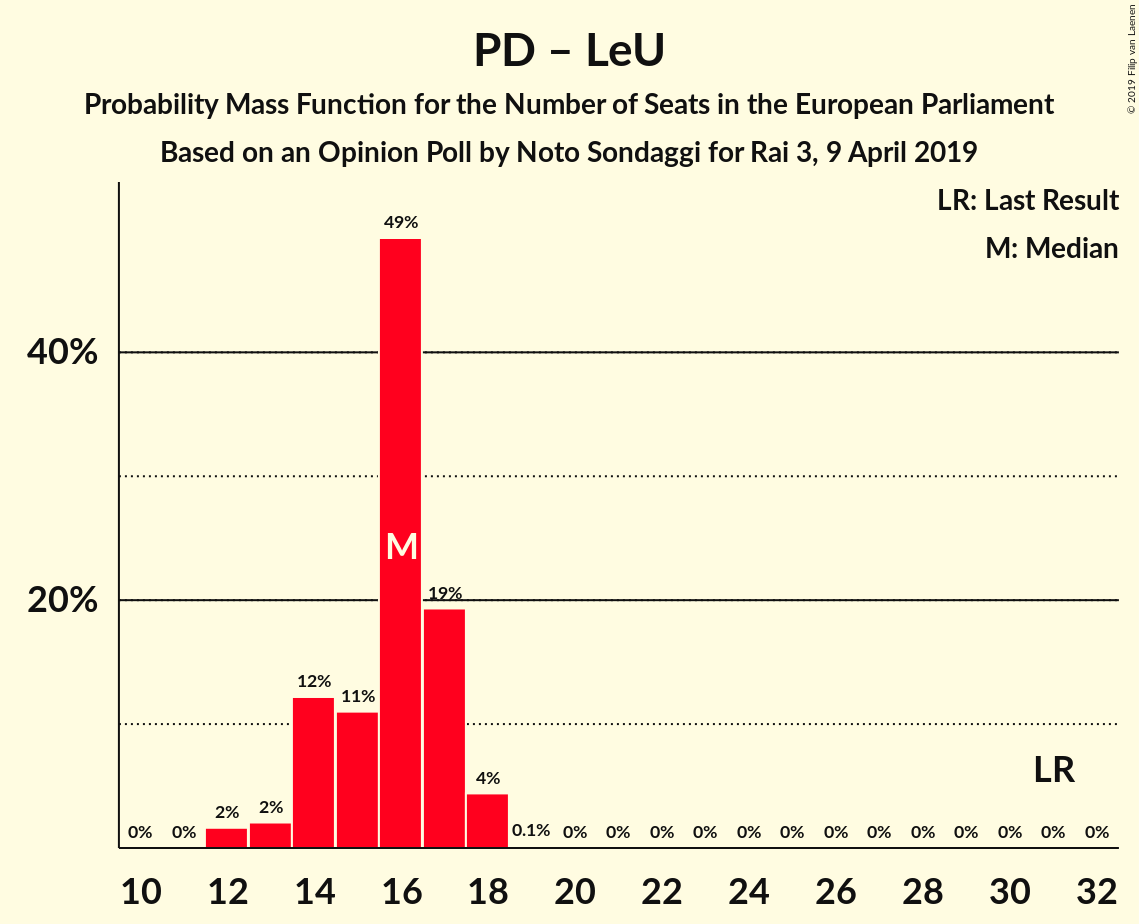 PD – LeU
Probability Mass Function for the Number of Seats in the European Parliament
Based on an Opinion Poll by Noto Sondaggi for Rai 3, 9 April 2019
© 2019 Filip van Laenen
LR: Last Result
M: Median
40%
20%
0% 0% 2% 2% 12% 11% 49% 19% 4% 0.1% 0% 0% 0% 0% 0% 0% 0% 0% 0% 0% 0% 0% 0%
M
LR
10 12 14 16 18 20 22 24 26 28 30 32